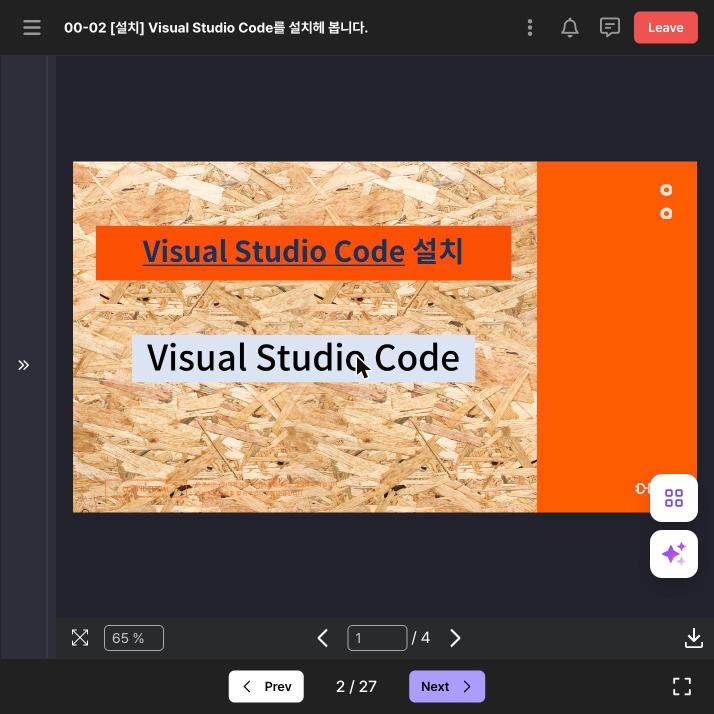 00-02 [설치] Visual Studio Code를 설치헤 봅니다.
Leave
Visual Studio Code 설치
Visual Studio Code
65 %
1 / 4
Prev
2 / 27
Next